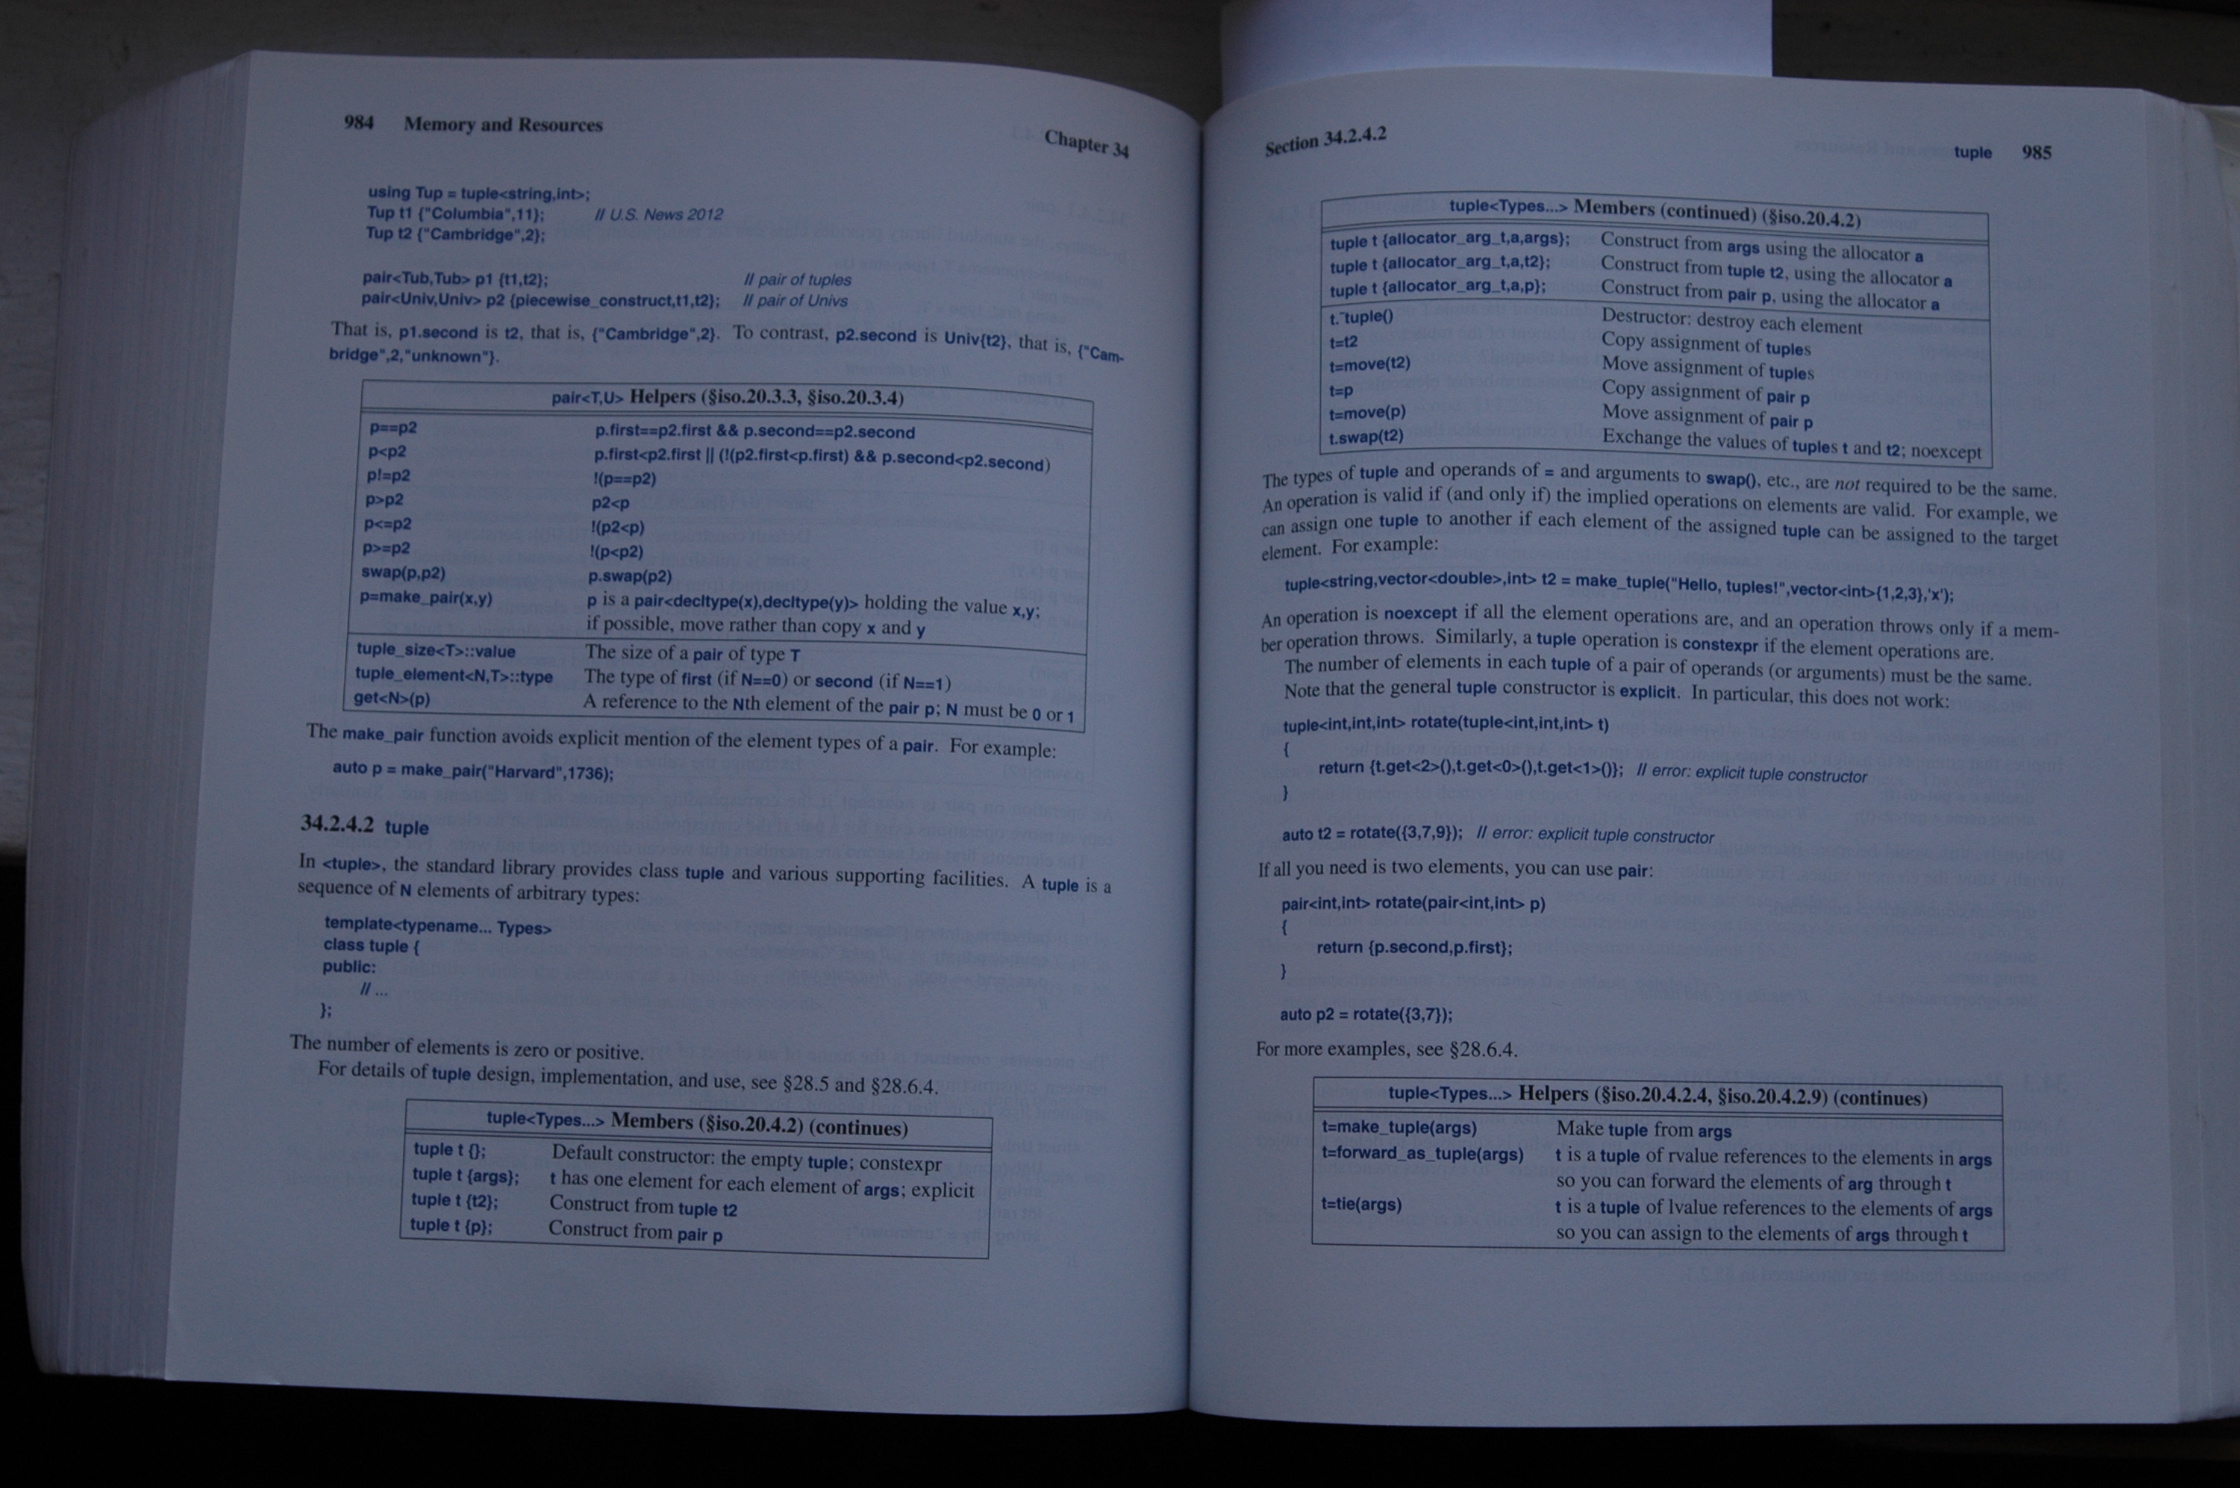 984 Memory and Resources Chapter 34
using Tup = tuple<string,int>;
Tup t1 {"Columbia",11}; // U.S. News 2012
Tup t2 {"Cambridge",2};
pair<Tub,Tub> p1 {t1,t2}; // pair of tuples
pair<Univ,Univ> p2 {piecewise_construct,t1,t2}; // pair of Univs
That is, p1.second is t2, that is, {"Cambridge",2}. To contrast, p2.second is Univ{t2}, that is, {"Cam-
bridge",2,"unknown"}.
pair<T,U> Helpers (§iso.20.3.3, §iso.20.3.4)
p==p2 p.first==p2.first && p.second==p2.second
p<p2 p.first<p2.first || (!(p2.first<p.first) && p.second<p2.second)
p!=p2 !(p==p2)
p>p2 p2<p
p<=p2 !(p2<p)
p>=p2 !(p<p2)
swap(p,p2) p.swap(p2)
p=make_pair(x,y) p is a pair<decltype(x),decltype(y)> holding the value x,y;
if possible, move rather than copy x and y
tuple_size<T>::value The size of a pair of type T
tuple_element<N,T>::type The type of first (if N==0) or second (if N==1)
get<N>(p) A reference to the Nth element of the pair p; N must be 0 or 1
The make_pair function avoids explicit mention of the element types of a pair. For example:
auto p = make_pair("Harvard",1736);
34.2.4.2 tuple
In <tuple>, the standard library provides class tuple and various supporting facilities. A tuple is a
sequence of N elements of arbitrary types:
template<typename... Types>
class tuple {
public:
// ...
};
The number of elements is zero or positive.
For details of tuple design, implementation, and use, see §28.5 and §28.6.4.
tuple<Types...> Members (§iso.20.4.2) (continues)
tuple t {}; Default constructor: the empty tuple; constexpr
tuple t {args}; t has one element for each element of args; explicit
tuple t {t2}; Construct from tuple t2
tuple t {p}; Construct from pair p
Section 34.2.4.2 tuple 985
tuple<Types...> Members (continued) (§iso.20.4.2)
tuple t {allocator_arg_t,a,args}; Construct from args using the allocator a
tuple t {allocator_arg_t,a,t2}; Construct from tuple t2, using the allocator a
tuple t {allocator_arg_t,a,p}; Construct from pair p, using the allocator a
t.~tuple() Destructor: destroy each element
t=t2 Copy assignment of tuples
t=move(t2) Move assignment of tuples
t=p Copy assignment of pair p
t=move(p) Move assignment of pair p
t.swap(t2) Exchange the values of tuples t and t2; noexcept
The types of tuple and operands of = and arguments to swap(), etc., are not required to be the same.
An operation is valid if (and only if) the implied operations on elements are valid. For example, we
can assign one tuple to another if each element of the assigned tuple can be assigned to the target
element. For example:
tuple<string,vector<double>,int> t2 = make_tuple("Hello, tuples!",vector<int>{1,2,3},'x');
An operation is noexcept if all the element operations are, and an operation throws only if a mem-
ber operation throws. Similarly, a tuple operation is constexpr if the element operations are.
The number of elements in each tuple of a pair of operands (or arguments) must be the same.
Note that the general tuple constructor is explicit. In particular, this does not work:
tuple<int,int,int> rotate(tuple<int,int,int> t)
{
return {t.get<2>(),t.get<0>(),t.get<1>()}; // error: explicit tuple constructor
}
auto t2 = rotate({3,7,9}); // error: explicit tuple constructor
If all you need is two elements, you can use pair:
pair<int,int> rotate(pair<int,int> p)
{
return {p.second,p.first};
}
auto p2 = rotate({3,7});
For more examples, see §28.6.4.
tuple<Types...> Helpers (§iso.20.4.2.4, §iso.20.4.2.9) (continues)
t=make_tuple(args) Make tuple from args
t=forward_as_tuple(args) t is a tuple of rvalue references to the elements in args
so you can forward the elements of arg through t
t=tie(args) t is a tuple of lvalue references to the elements of args
so you can assign to the elements of args through t